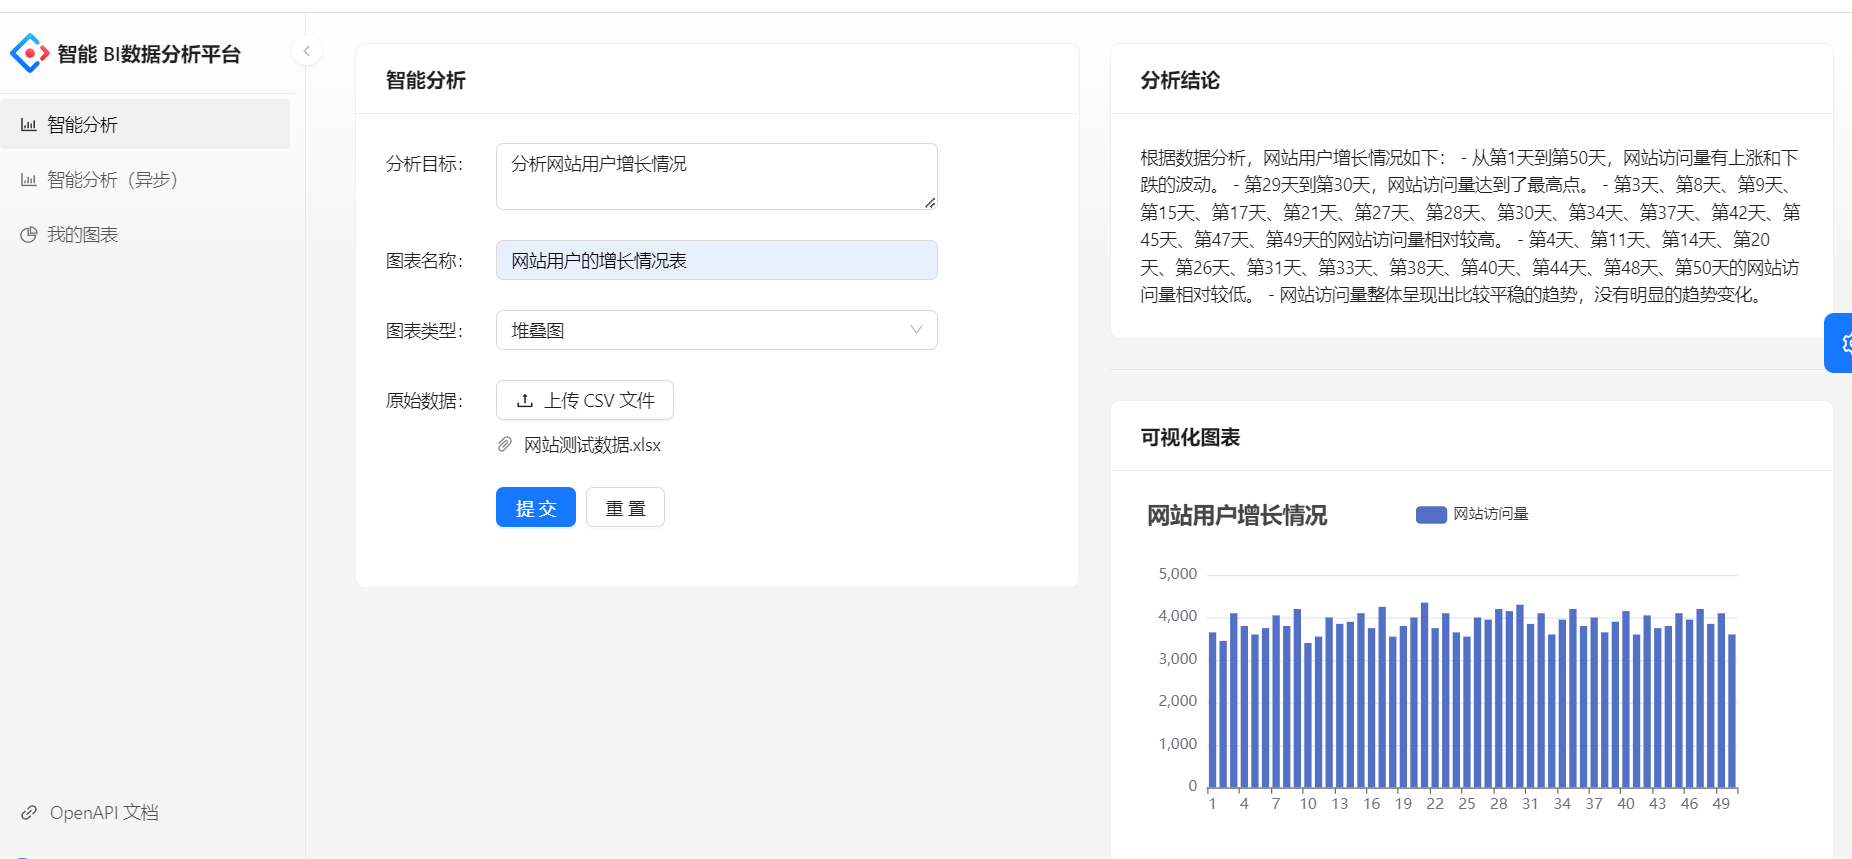 智能 BI数据分析平台
智能分析
智能分析（异步）
我的图表
OpenAPI 文档
智能分析
分析目标：
分析网站用户增长情况
图表名称：
网站用户的增长情况表
图表类型：
堆叠图
原始数据：
上传 CSV 文件
网站测试数据.xlsx
提 交
重 置
分析结论
根据数据分析，网站用户增长情况如下： - 从第1天到第50天，网站访问量有上涨和下
跌的波动。 - 第29天到第30天，网站访问量达到了最高点。 - 第3天、第8天、第9天、
第15天、第17天、第21天、第27天、第28天、第30天、第34天、第37天、第42天、第
45天、第47天、第49天的网站访问量相对较高。 - 第4天、第11天、第14天、第20
天、第26天、第31天、第33天、第38天、第40天、第44天、第48天、第50天的网站访
问量相对较低。 - 网站访问量整体呈现出比较平稳的趋势，没有明显的趋势变化。
可视化图表
网站用户增长情况
网站访问量
5,000
4,000
3,000
2,000
1,000
0
1 4 7 10 13 16 19 22 25 28 31 34 37 40 43 46 49